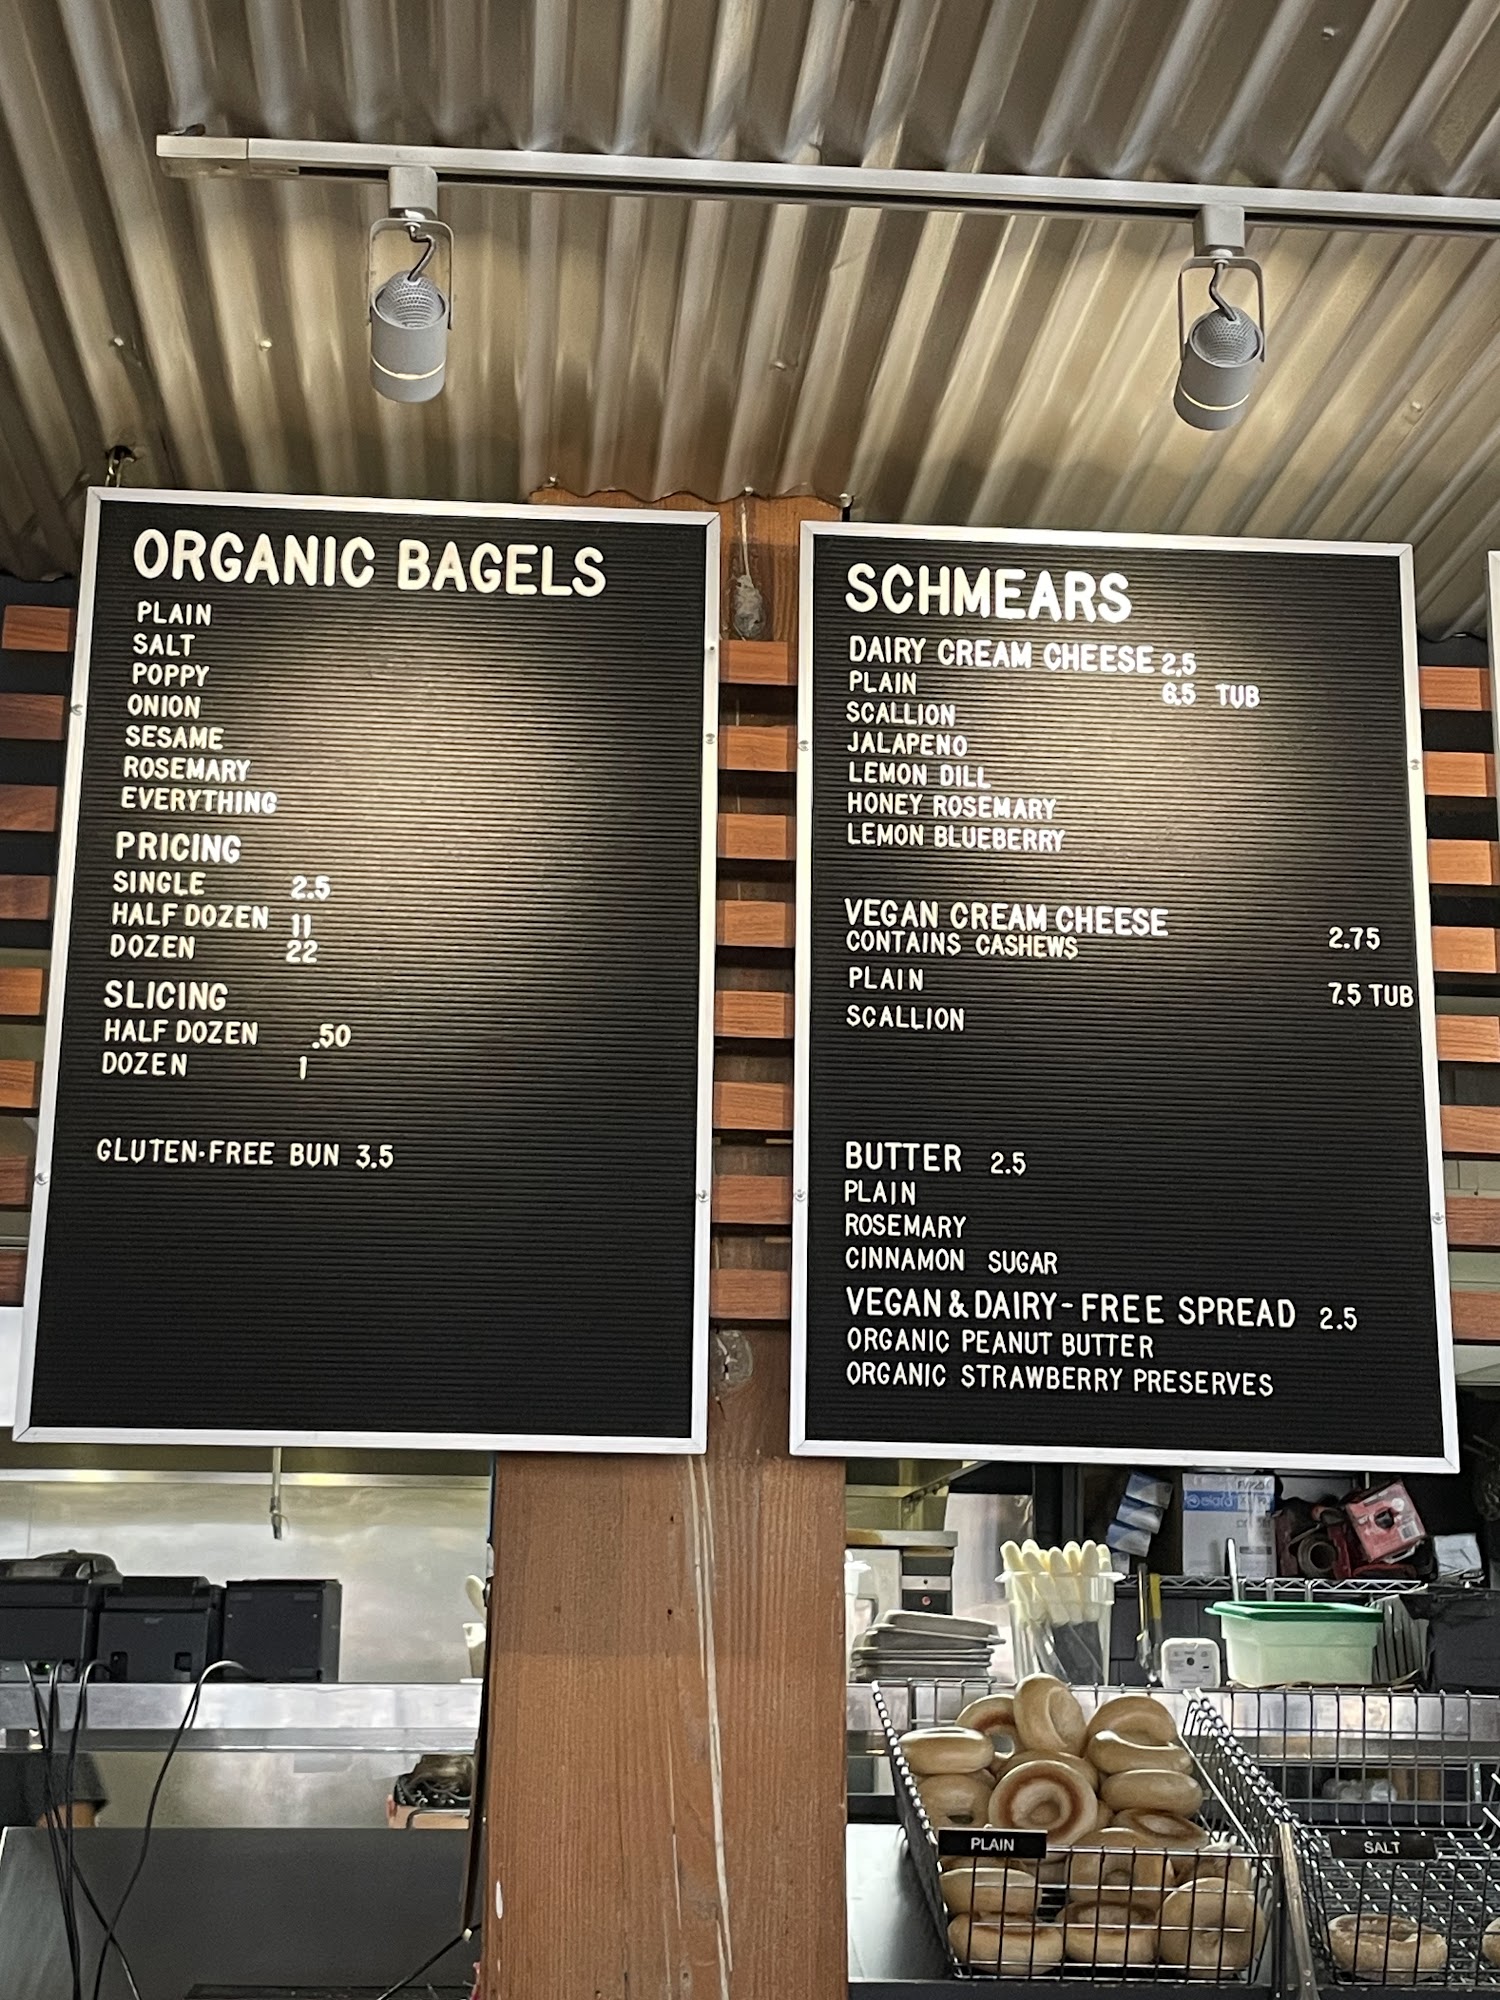 ORGANIC BAGELS
PLAIN
SALT
POPPY
ONION
SESAME
ROSEMARY
EVERYTHING
PRICING
SINGLE 2.5
HALF DOZEN 11
DOZEN 22
SLICING
HALF DOZEN .50
DOZEN 1
GLUTEN-FREE BUN 3.5
SCHMEARS
DAIRY CREAM CHEESE 2,5
PLAIN 6.5 TUB
SCALLION
JALAPENO
LEMON DILL
HONEY ROSEMARY
LEMON BLUEBERRY
VEGAN CREAM CHEESE 2.75
CONTAINS CASHEWS
PLAIN 7.5 TUB
SCALLION
BUTTER 2.5
PLAIN
ROSEMARY
CINNAMON SUGAR
VEGAN & DAIRY-FREE SPREAD 2.5
ORGANIC PEANUT BUTTER
ORGANIC STRAWBERRY PRESERVES
PLAIN
SALT